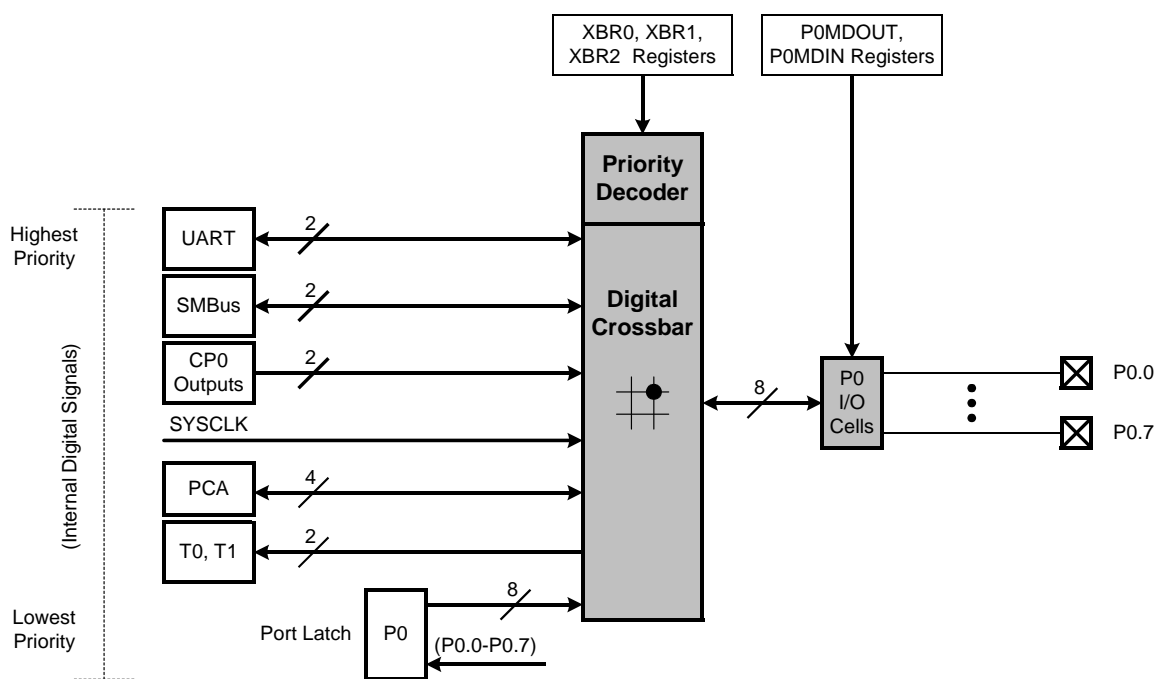 XBR0, XBR1,
XBR2 Registers
P0MDOUT,
P0MDIN Registers
Priority
Decoder
Highest
Priority
UART
2
SMBus
2
Digital
Crossbar
CP0
Outputs
2
(Internal Digital Signals)
SYSCLK
8
P0
I/O
Cells
P0.0
P0.7
PCA
4
T0, T1
2
Lowest
Priority
Port Latch
P0
8
(P0.0-P0.7)